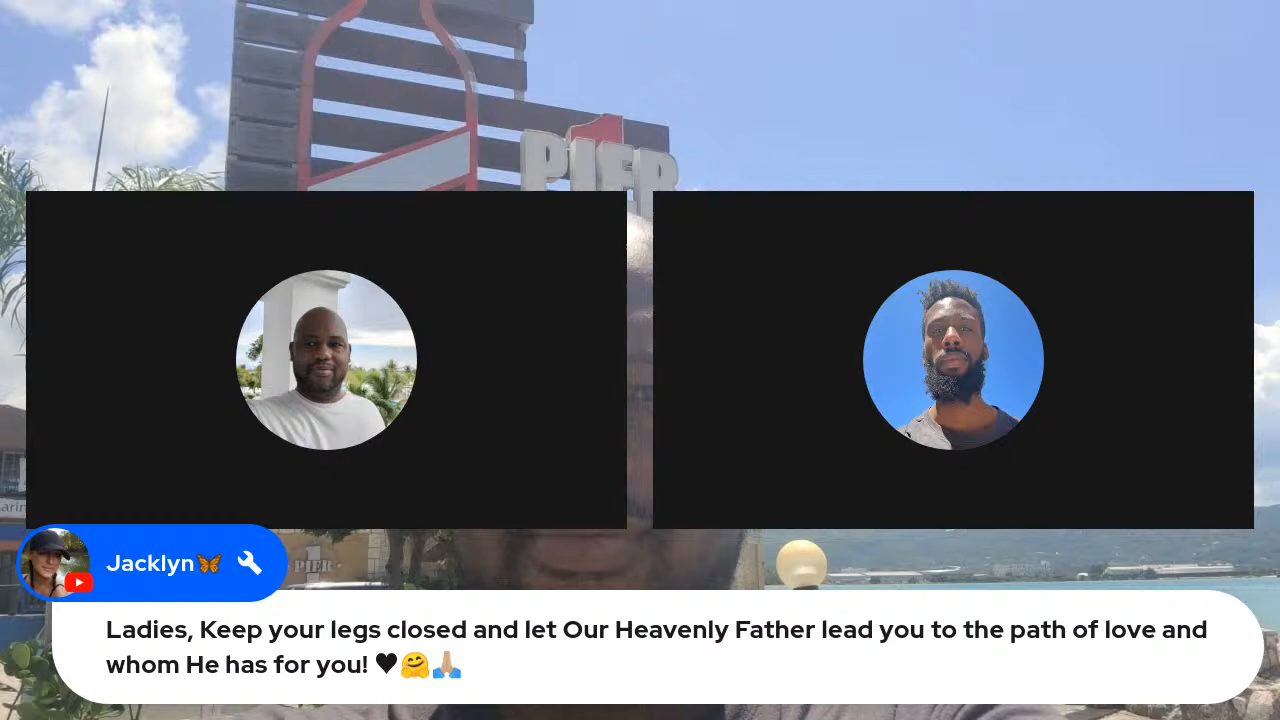 PIER
PIER
Jacklyn🦋
Ladies, Keep your legs closed and let Our Heavenly Father lead you to the path of love and
whom He has for you! ♥🤗🙏🏼